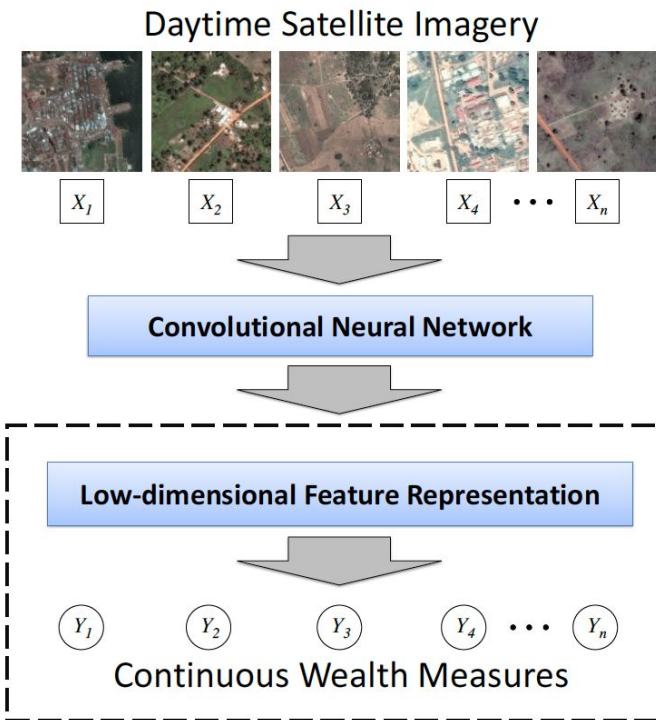 Daytime Satellite Imagery
X1 X2 X3 X4 • • • Xn
Convolutional Neural Network
Low-dimensional Feature Representation
Y1 Y2 Y3 Y4 • • • Yn
Continuous Wealth Measures